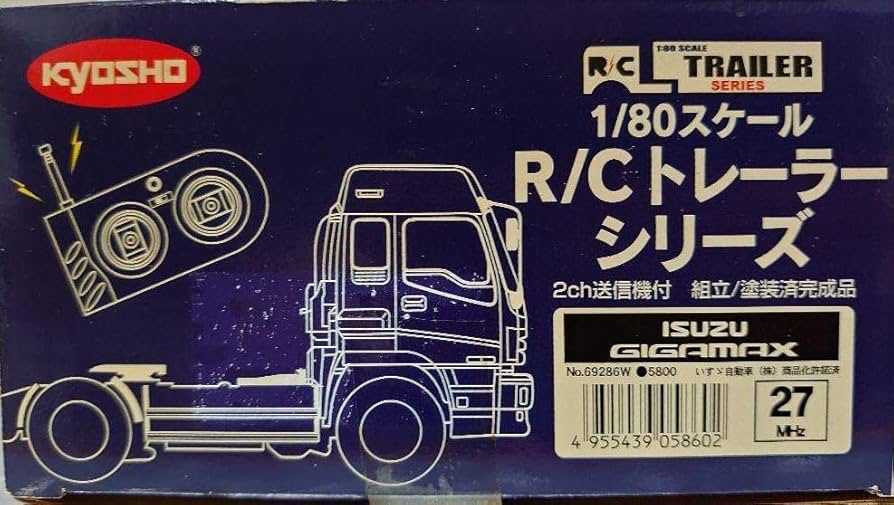 KYOSHO
R/C
1:80 SCALE
TRAILER
SERIES
1/80スケール
R/Cトレーラー
シリーズ
2ch送信機付 組立/塗装済完成品
ISUZU
GIGAMAX
No.69286W ●5800 いすゞ自動車(株)商品化許諾済
27
MHz
4 955439 058602